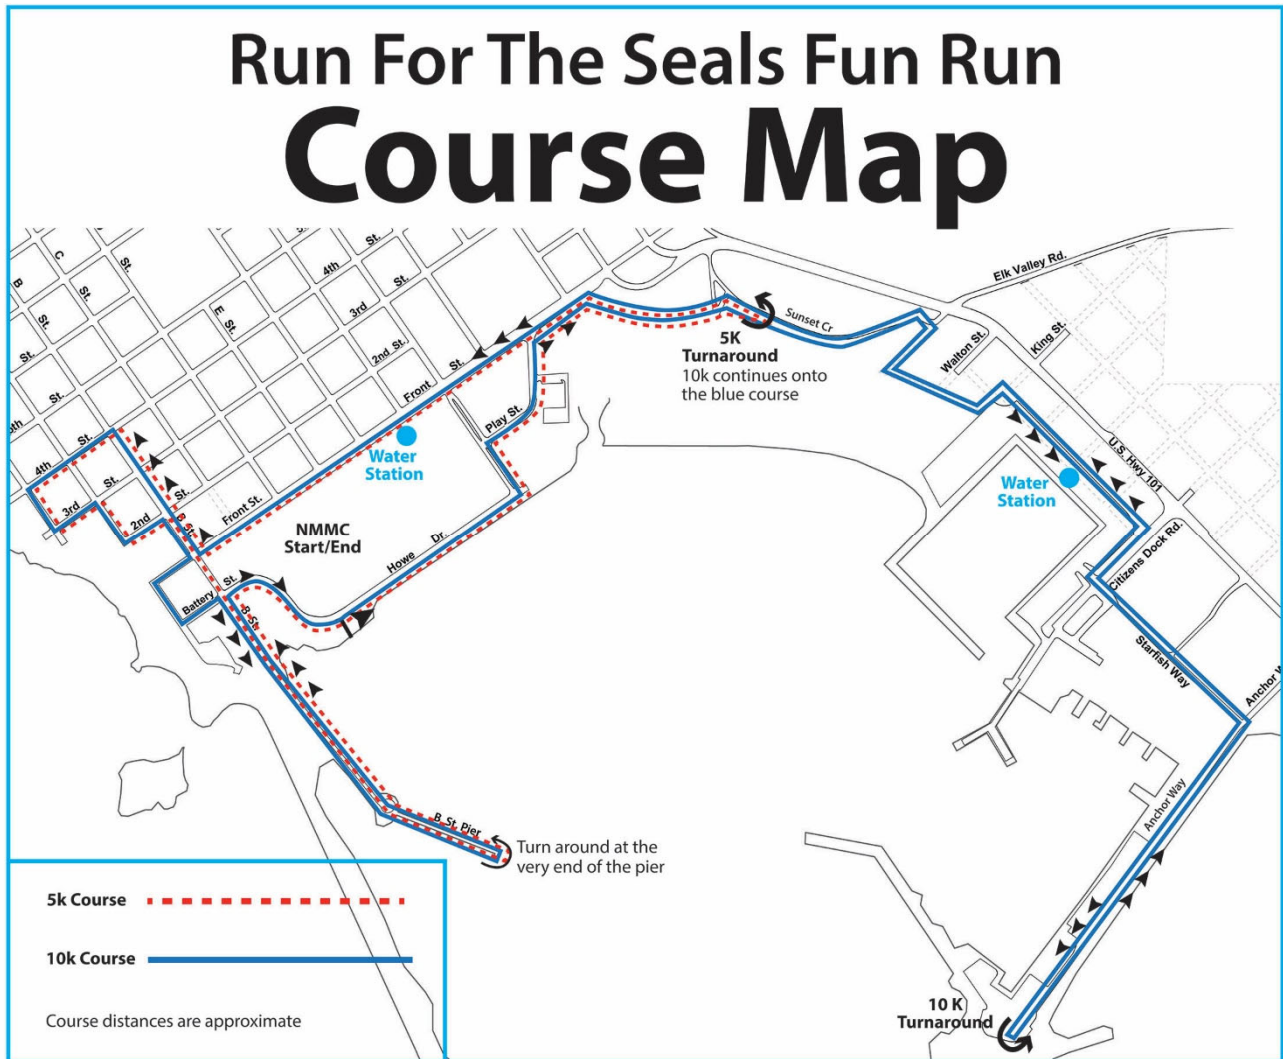 Run For The Seals Fun Run
Course Map
C
St.
B
St.
St.
E
St.
4th
St.
3rd
St.
2nd St.
Front
St.
Elk Valley Rd.
Sunset Cr
5K
Turnaround
10k continues onto
the blue course
Walton St.
King St.
Play St.
Water
Station
U.S. Hwy 101
Water
Station
4th
St.
3rd
St.
2nd
St.
B St.
Front St.
NMMC
Start/End
Howe Dr.
Citizens Dock Rd.
Battery St.
B St.
Starfish Way
Anchor W
Anchor Way
B St. Pier
Turn around at the
very end of the pier
5k Course
10k Course
Course distances are approximate
10 K
Turnaround